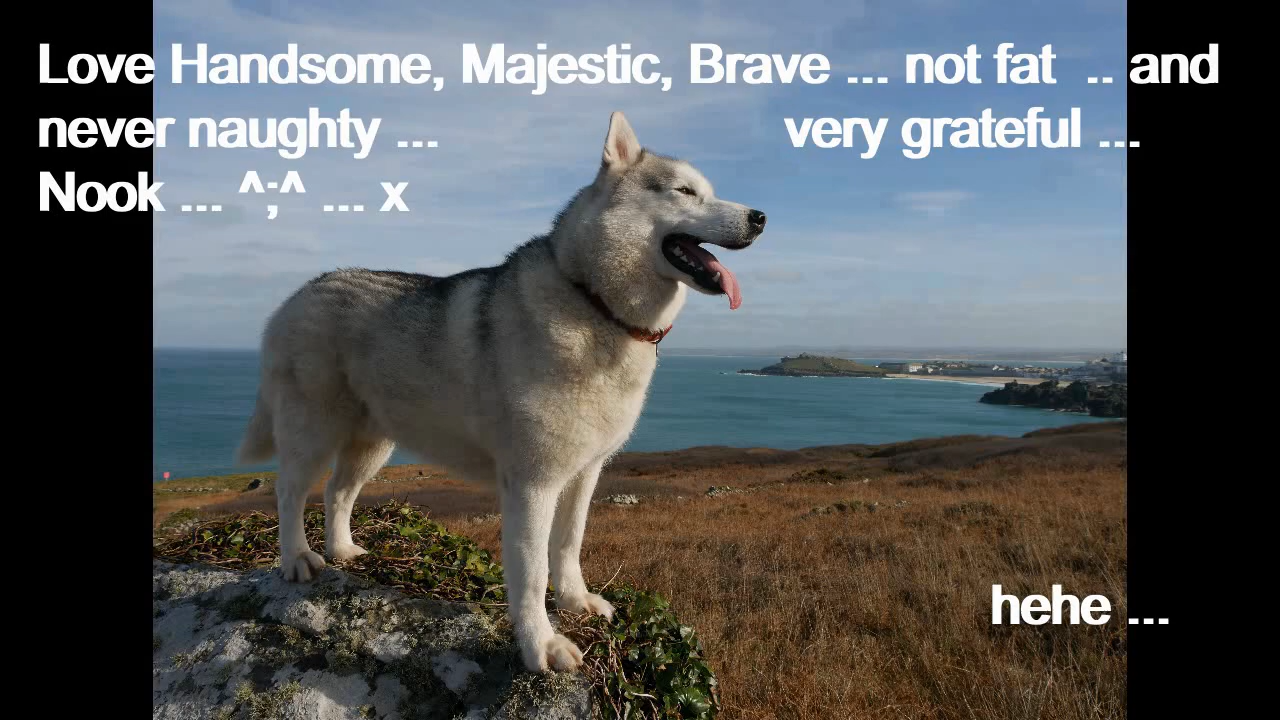 Love Handsome, Majestic, Brave ... not fat .. and
never naughty ... very grateful ...
Nook ... ^;^ ... x
hehe ...